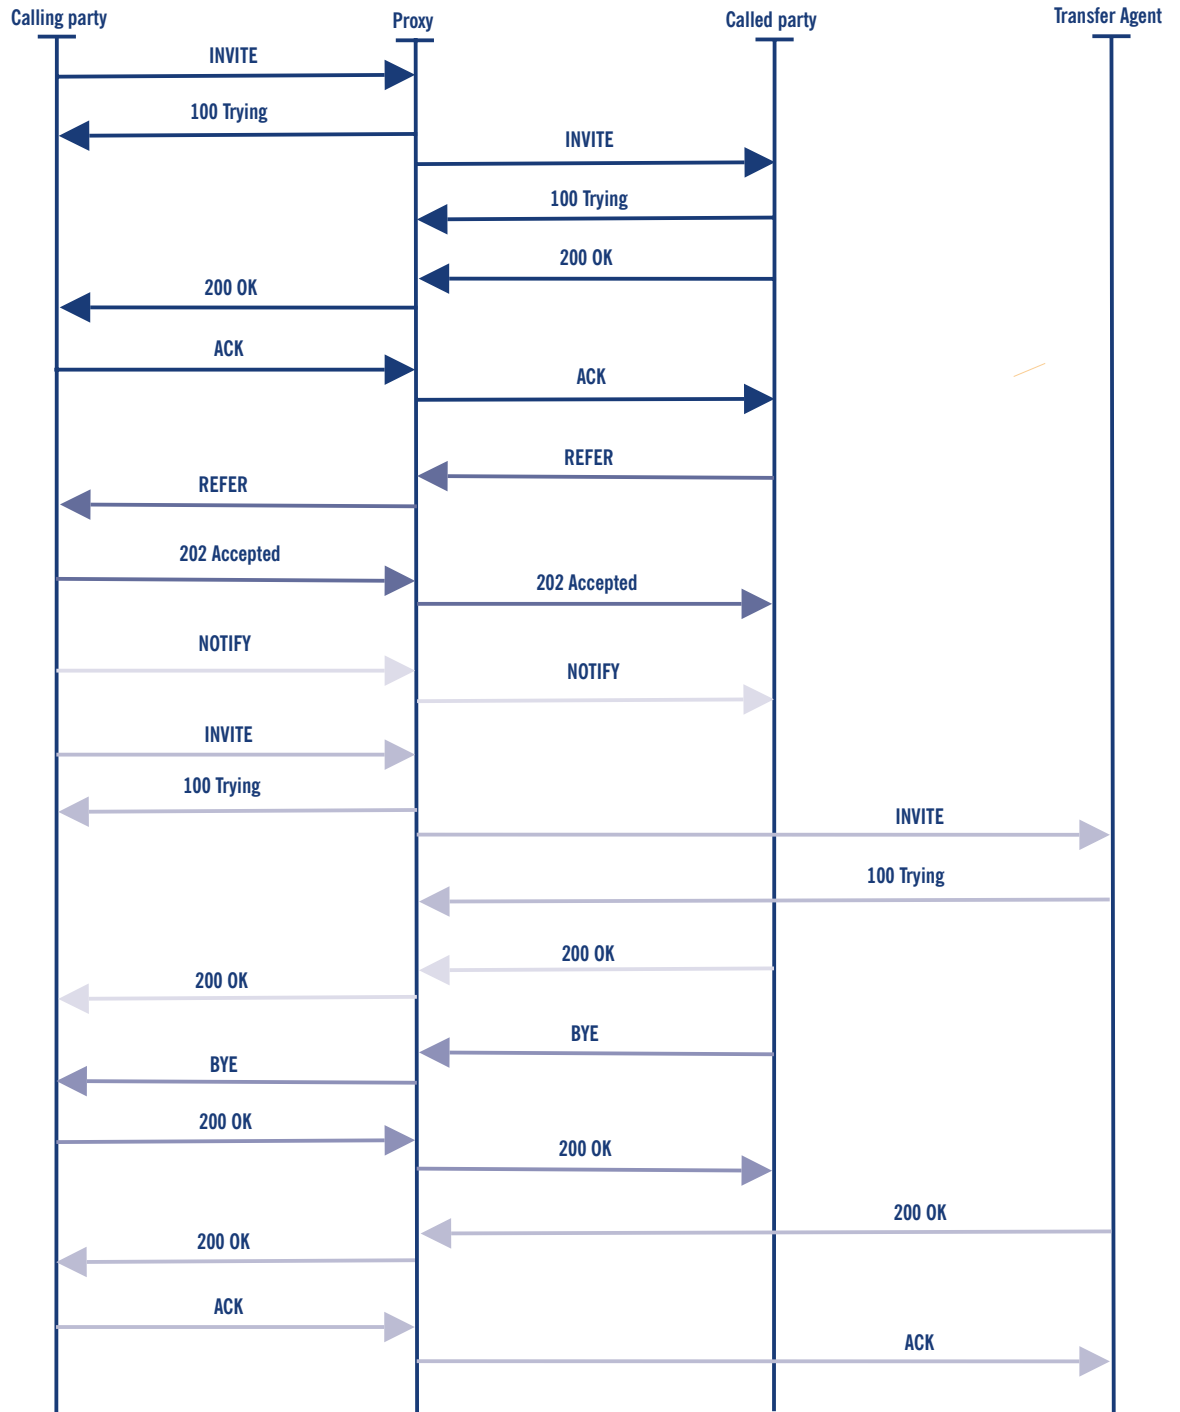 Calling party
Proxy
Called party
Transfer Agent
INVITE
100 Trying
INVITE
100 Trying
200 OK
200 OK
ACK
ACK
REFER
REFER
202 Accepted
202 Accepted
NOTIFY
NOTIFY
INVITE
100 Trying
INVITE
100 Trying
200 OK
200 OK
BYE
BYE
200 OK
200 OK
200 OK
200 OK
ACK
ACK